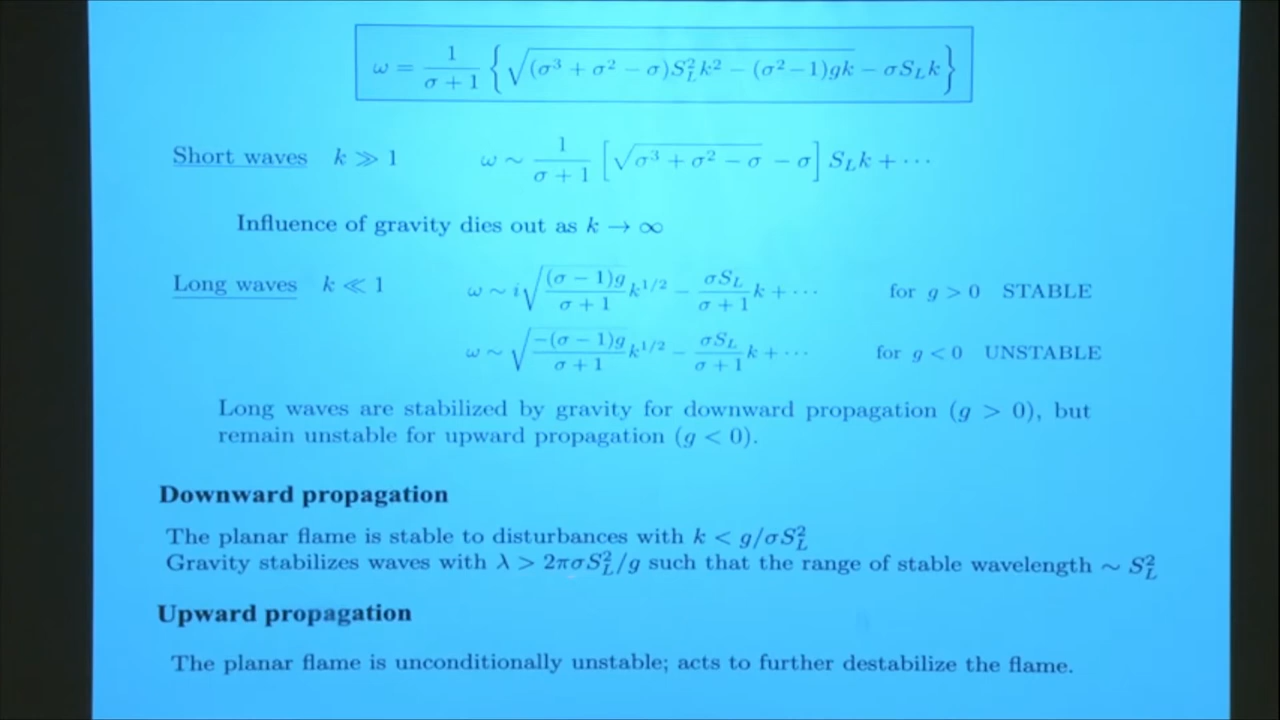 ω = 1/(σ + 1) { √((σ³ + σ² − σ)S_L²k² − (σ²−1)gk) − σS_Lk }
Short waves k ≫ 1 ω ∼ 1/(σ + 1) [ √(σ³ + σ² − σ) − σ ] S_Lk + ⋯
Influence of gravity dies out as k → ∞
Long waves k ≪ 1 ω ∼ i√((σ − 1)g/(σ + 1)) k^{1/2} − σS_L/(σ + 1) k + ⋯ for g > 0 STABLE
ω ∼ √(−(σ − 1)g/(σ + 1)) k^{1/2} − σS_L/(σ + 1) k + ⋯ for g < 0 UNSTABLE
Long waves are stabilized by gravity for downward propagation (g > 0), but
remain unstable for upward propagation (g < 0).
Downward propagation
The planar flame is stable to disturbances with k < g/σS_L²
Gravity stabilizes waves with λ > 2πσS_L²/g such that the range of stable wavelength ∼ S_L²
Upward propagation
The planar flame is unconditionally unstable; acts to further destabilize the flame.